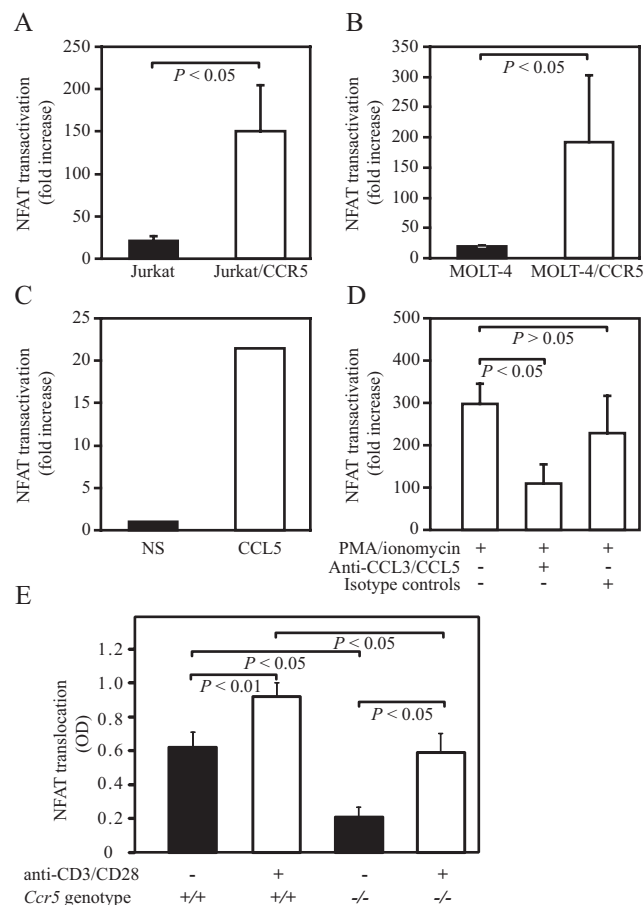 A
NFAT transactivation
(fold increase)
250
200
150
100
50
0
P < 0.05
Jurkat Jurkat/CCR5
B
NFAT transactivation
(fold increase)
350
300
250
200
150
100
50
0
P < 0.05
MOLT-4 MOLT-4/CCR5
C
NFAT transactivation
(fold increase)
25
20
15
10
5
0
NS CCL5
D
NFAT transactivation
(fold increase)
500
400
300
200
100
0
P > 0.05
P < 0.05
PMA/ionomycin + + +
Anti-CCL3/CCL5 - + -
Isotype controls - - +
E
NFAT translocation
(OD)
1.2
1.0
0.8
0.6
0.4
0.2
0
P < 0.05
P < 0.05
P < 0.01
P < 0.05
anti-CD3/CD28 - + - +
Ccr5 genotype +/+ +/+ -/- -/-